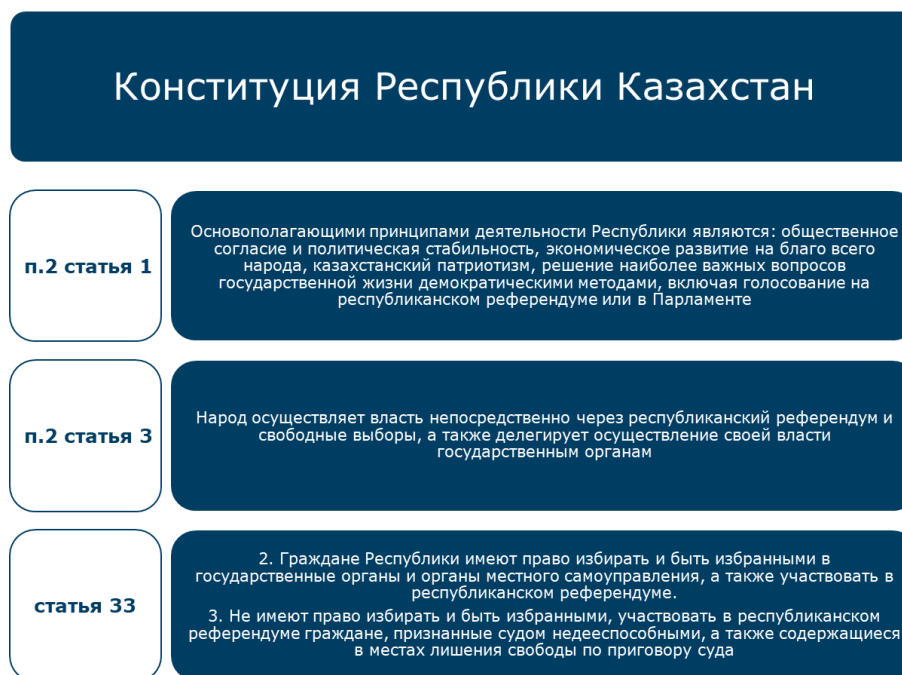 Конституция Республики Казахстан
п.2 статья 1
Основополагающими принципами деятельности Республики являются: общественное
согласие и политическая стабильность, экономическое развитие на благо всего
народа, казахстанский патриотизм, решение наиболее важных вопросов
государственной жизни демократическими методами, включая голосование на
республиканском референдуме или в Парламенте
п.2 статья 3
Народ осуществляет власть непосредственно через республиканский референдум и
свободные выборы, а также делегирует осуществление своей власти
государственным органам
статья 33
2. Граждане Республики имеют право избирать и быть избранными в
государственные органы и органы местного самоуправления, а также участвовать в
республиканском референдуме.
3. Не имеют право избирать и быть избранными, участвовать в республиканском
референдуме граждане, признанные судом недееспособными, а также содержащиеся
в местах лишения свободы по приговору суда